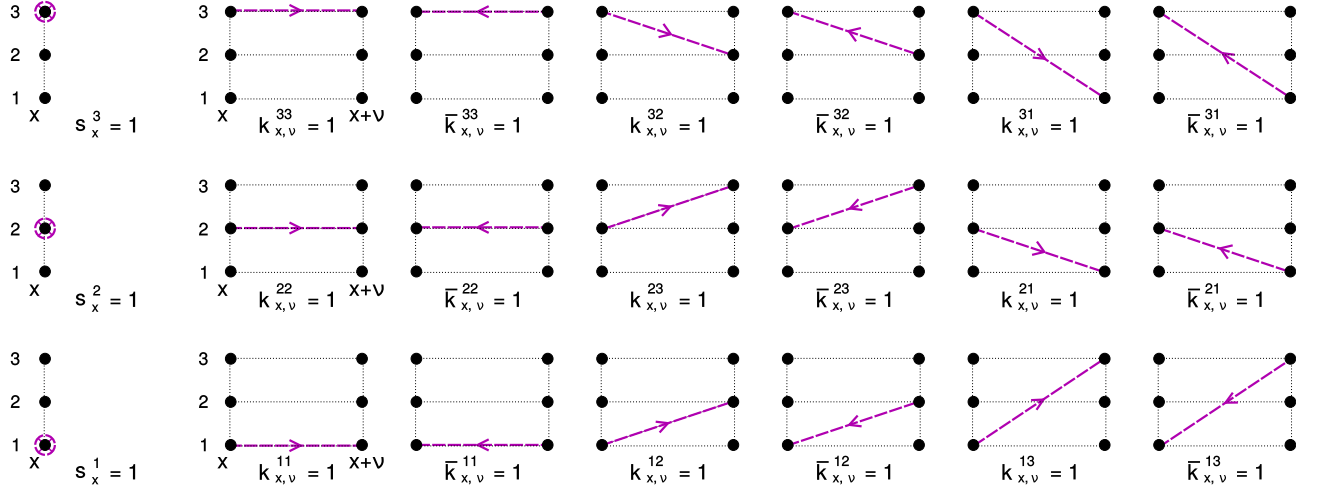 3
2
1
x x x+ν
s_x^3 = 1 k_{x,ν}^{33} = 1 k̅_{x,ν}^{33} = 1 k_{x,ν}^{32} = 1 k̅_{x,ν}^{32} = 1 k_{x,ν}^{31} = 1 k̅_{x,ν}^{31} = 1
3 3
2 2
1 1
x x x+ν
s_x^2 = 1 k_{x,ν}^{22} = 1 k̅_{x,ν}^{22} = 1 k_{x,ν}^{23} = 1 k̅_{x,ν}^{23} = 1 k_{x,ν}^{21} = 1 k̅_{x,ν}^{21} = 1
3 3
2 2
1 1
x x x+ν
s_x^1 = 1 k_{x,ν}^{11} = 1 k̅_{x,ν}^{11} = 1 k_{x,ν}^{12} = 1 k̅_{x,ν}^{12} = 1 k_{x,ν}^{13} = 1 k̅_{x,ν}^{13} = 1